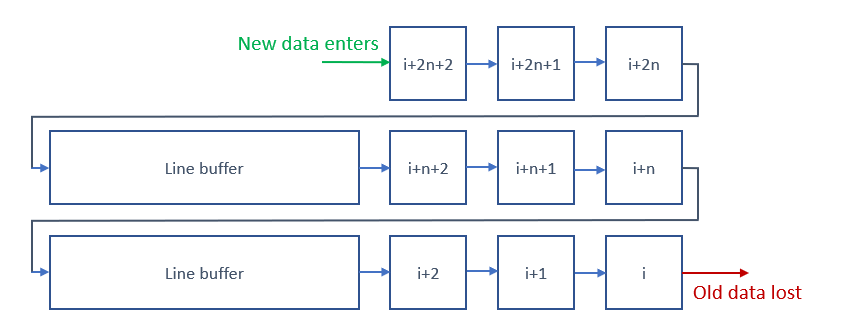 New data enters
i+2n+2 i+2n+1 i+2n
Line buffer i+n+2 i+n+1 i+n
Line buffer i+2 i+1 i
Old data lost